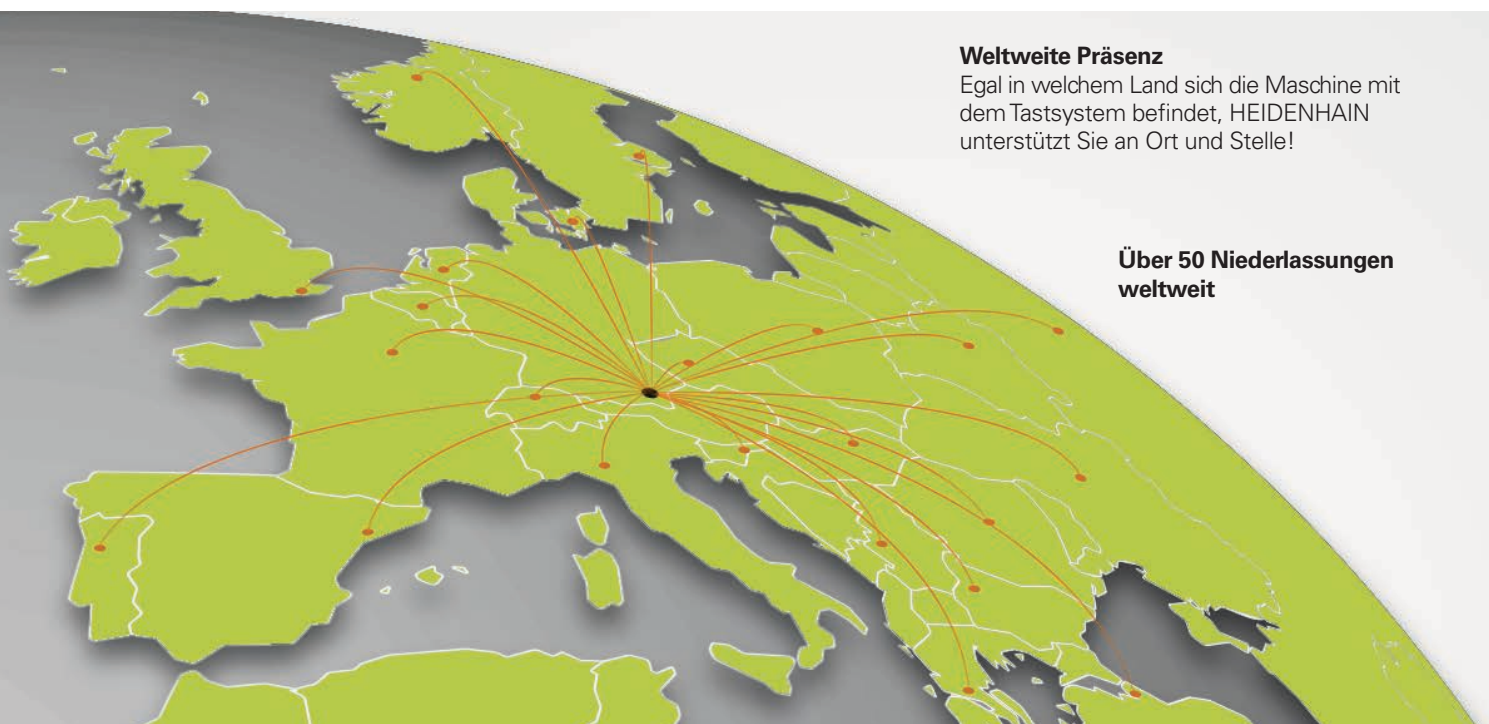 Weltweite Präsenz
Egal in welchem Land sich die Maschine mit
dem Tastsystem befindet, HEIDENHAIN
unterstützt Sie an Ort und Stelle!
Über 50 Niederlassungen
weltweit